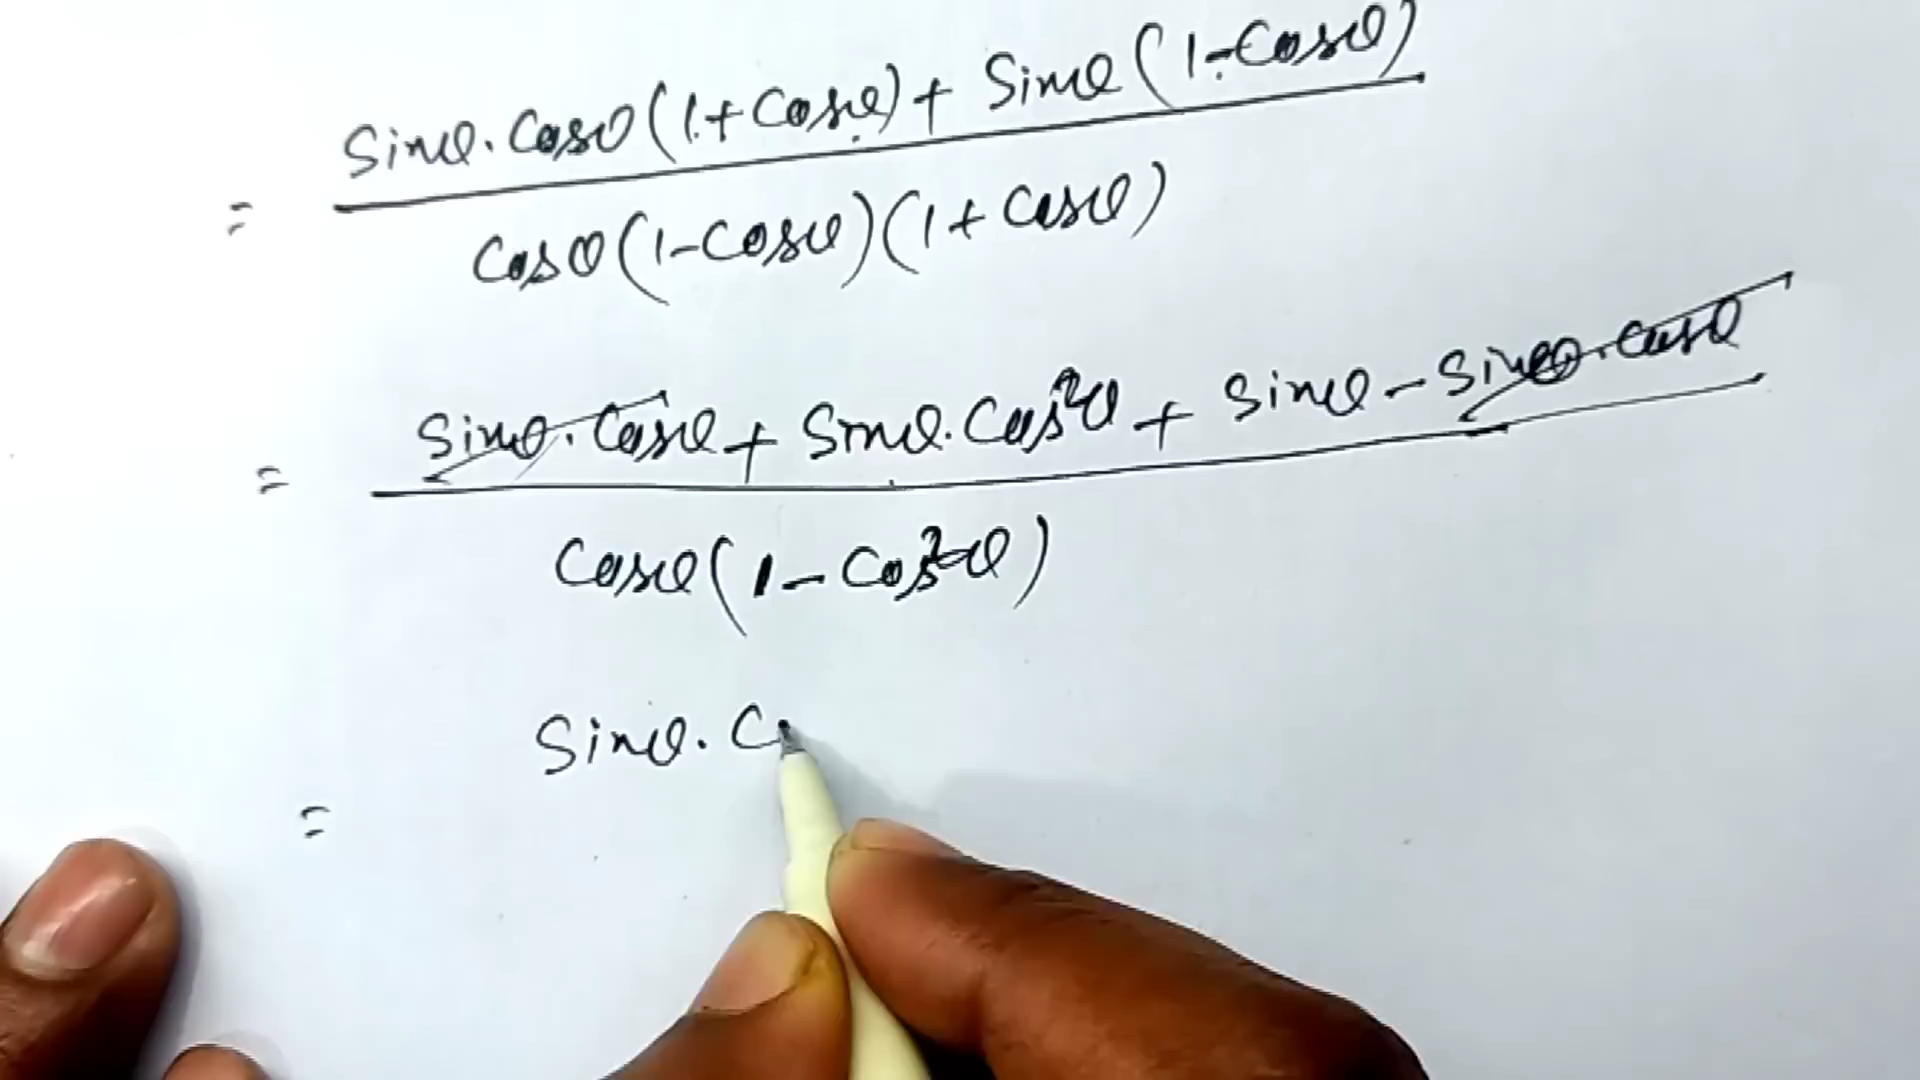 Sinθ.Cosθ(1+Cosθ)+Sinθ(1-Cosθ)
=
Cosθ(1-Cosθ)(1+Cosθ)
Sinθ.Cosθ+Sinθ.Cos²θ+Sinθ-Sinθ.Cosθ
=
Cosθ(1-Cos²θ)
Sinθ.C
=